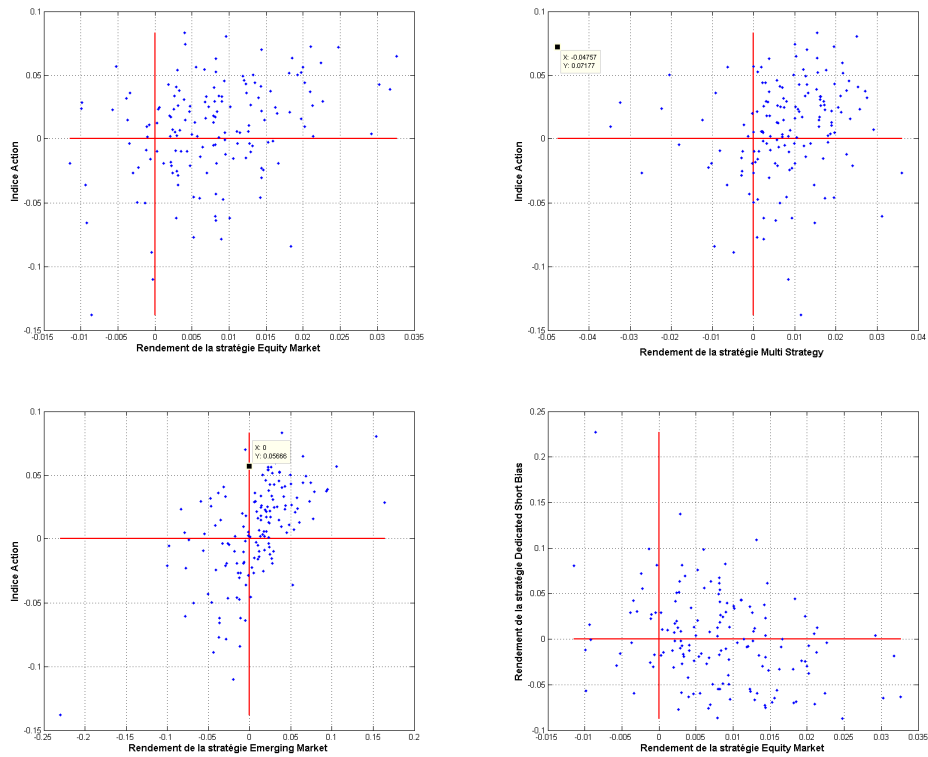 0.1
0.05
0
-0.05
-0.1
-0.15
Indice Action
-0.015 -0.01 -0.005 0 0.005 0.01 0.015 0.02 0.025 0.03 0.035
Rendement de la stratégie Equity Market
0.1
0.05
0
-0.05
-0.1
-0.15
Indice Action
X: -0.04757
Y: 0.07177
-0.05 -0.04 -0.03 -0.02 -0.01 0 0.01 0.02 0.03 0.04
Rendement de la stratégie Multi Strategy
0.1
0.05
0
-0.05
-0.1
-0.15
Indice Action
X: 0
Y: 0.05666
-0.25 -0.2 -0.15 -0.1 -0.05 0 0.05 0.1 0.15 0.2
Rendement de la stratégie Emerging Market
0.25
0.2
0.15
0.1
0.05
0
-0.05
-0.1
Rendement de la stratégie Dedicated Short Bias
-0.015 -0.01 -0.005 0 0.005 0.01 0.015 0.02 0.025 0.03 0.035
Rendement de la stratégie Equity Market